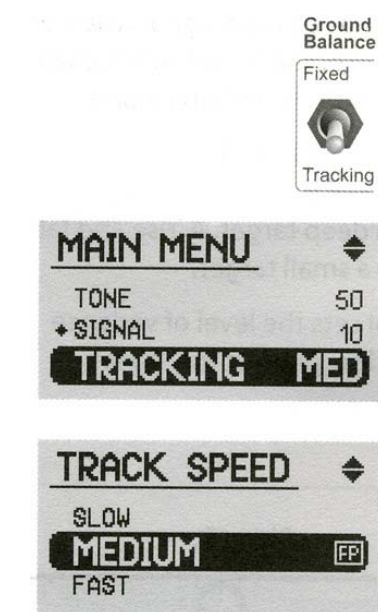 Ground
Balance
Fixed
Tracking
MAIN MENU
TONE 50
SIGNAL 10
TRACKING MED
TRACK SPEED
SLOW
MEDIUM FP
FAST